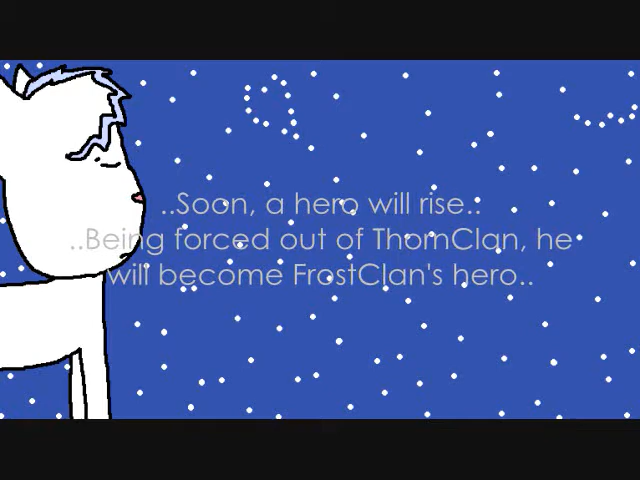 ..Soon, a hero will rise..
..Being forced out of ThornClan, he
will become FrostClan's hero..